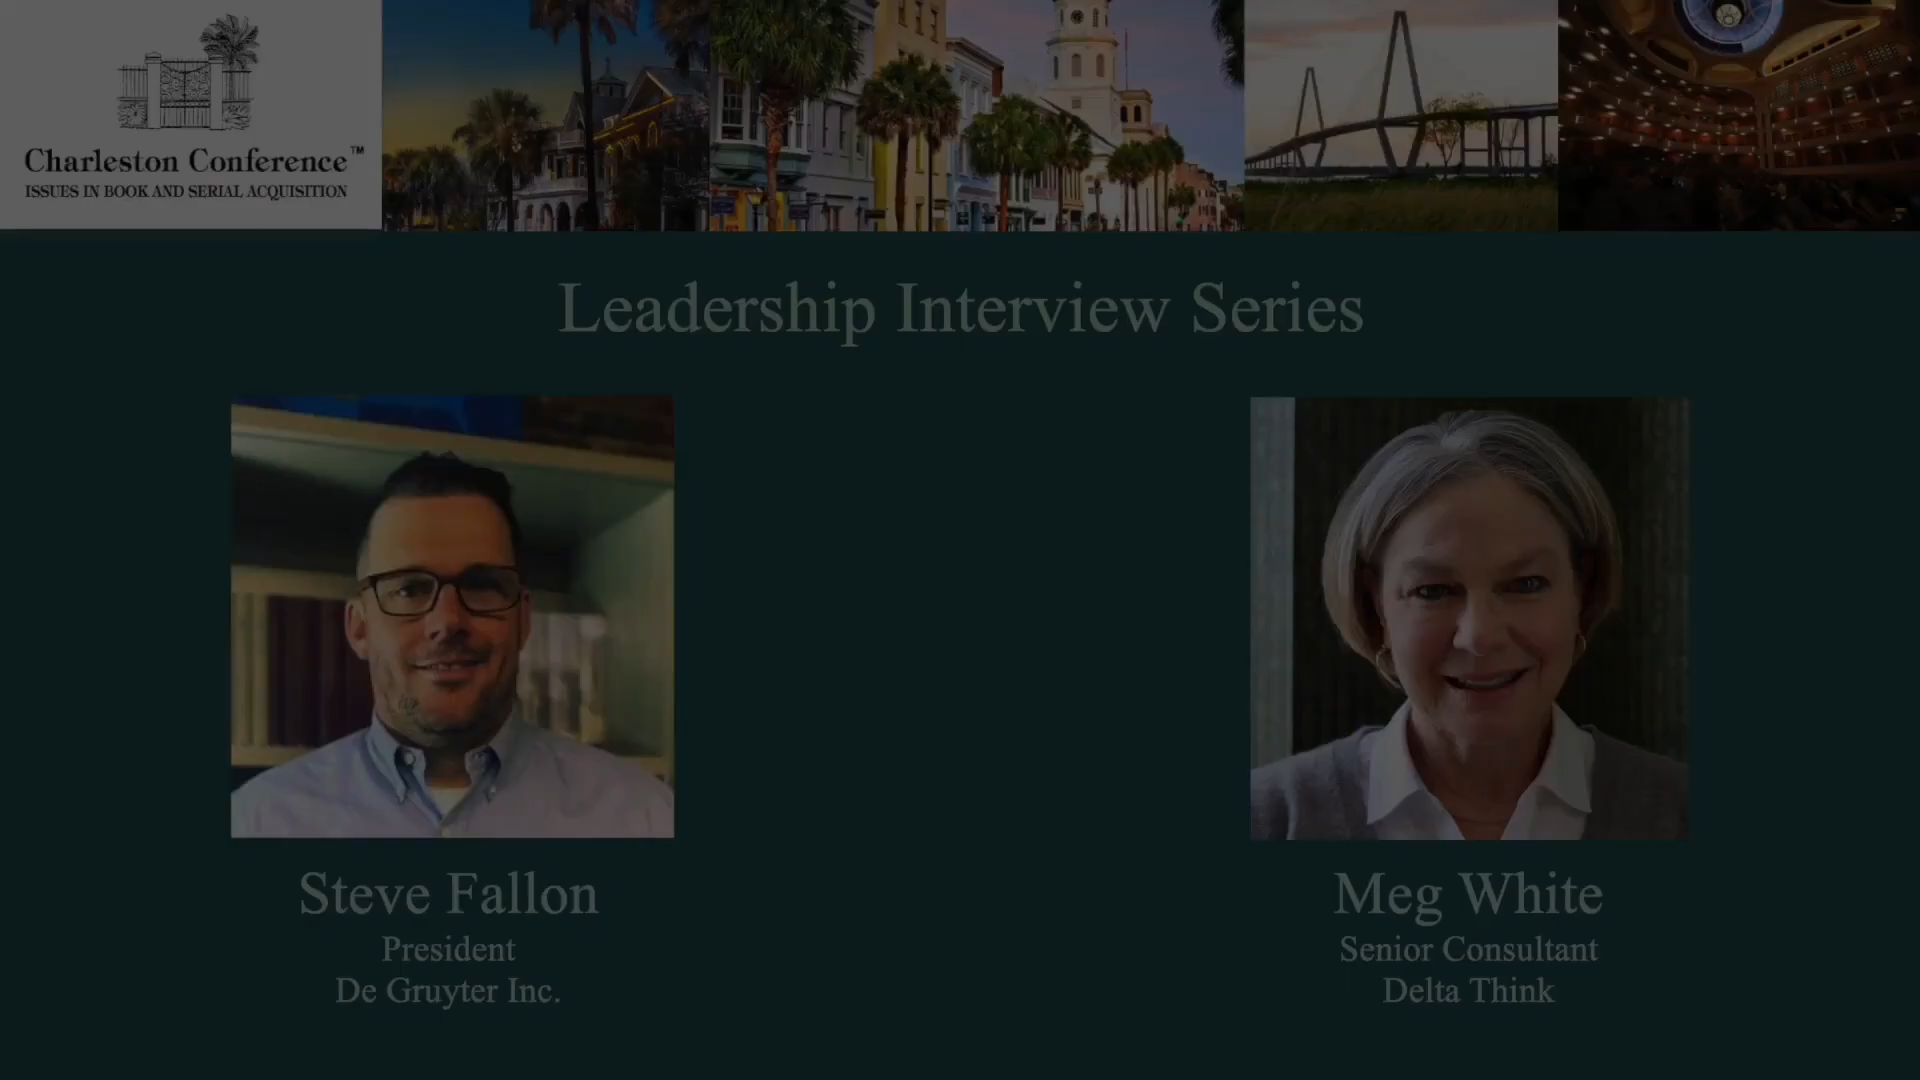 Charleston Conference™
ISSUES IN BOOK AND SERIAL ACQUISITION
Leadership Interview Series
Steve Fallon
President
De Gruyter Inc.
Meg White
Senior Consultant
Delta Think